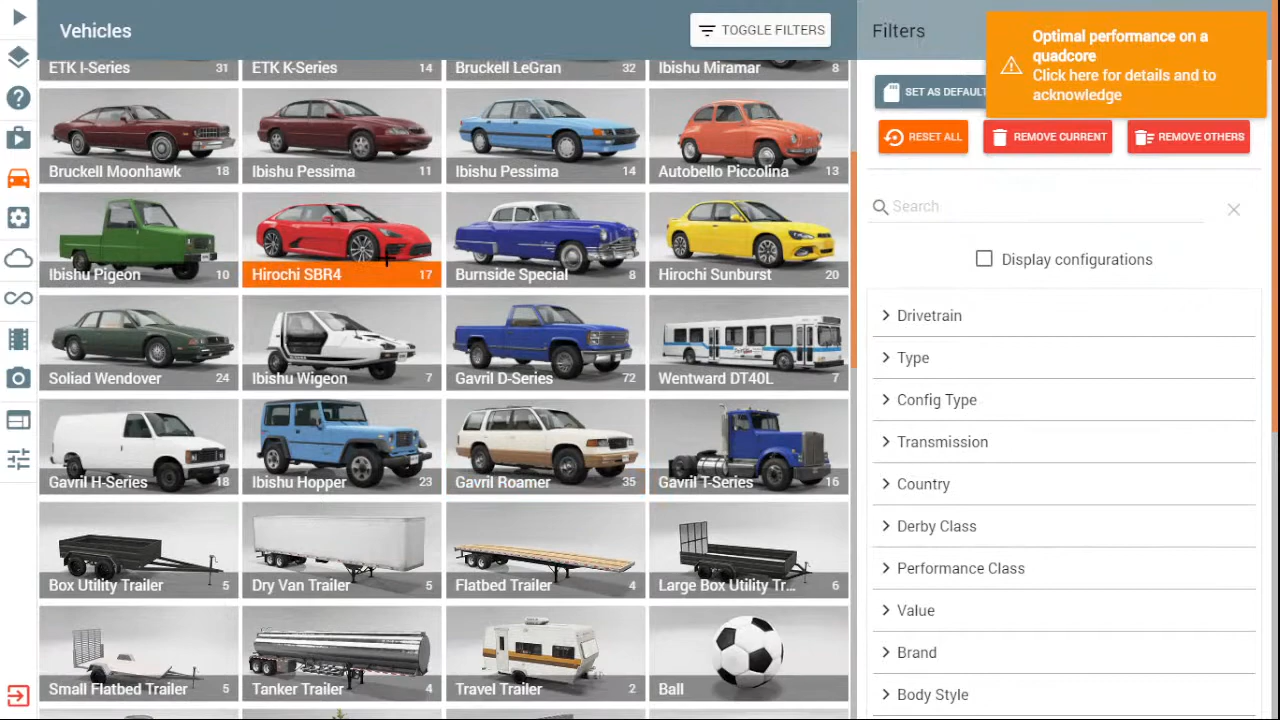 Vehicles
TOGGLE FILTERS
Filters
Optimal performance on a
quadcore
Click here for details and to
acknowledge
SET AS DEFAULT
RESET ALL
REMOVE CURRENT
REMOVE OTHERS
Search
Display configurations
Drivetrain
Type
Config Type
Transmission
Country
Derby Class
Performance Class
Value
Brand
Body Style
ETK I-Series 31
ETK K-Series 14
Bruckell LeGran 32
Ibishu Miramar 8
Bruckell Moonhawk 18
Ibishu Pessima 11
Ibishu Pessima 14
Autobello Piccolina 13
Ibishu Pigeon 10
Hirochi SBR4 17
Burnside Special 8
Hirochi Sunburst 20
Soliad Wendover 24
Ibishu Wigeon 7
Gavril D-Series 72
Wentward DT40L 7
Gavril H-Series 18
Ibishu Hopper 23
Gavril Roamer 35
Gavril T-Series 16
Box Utility Trailer 5
Dry Van Trailer 5
Flatbed Trailer 4
Large Box Utility Tr... 6
Small Flatbed Trailer 5
Tanker Trailer 4
Travel Trailer 2
Ball